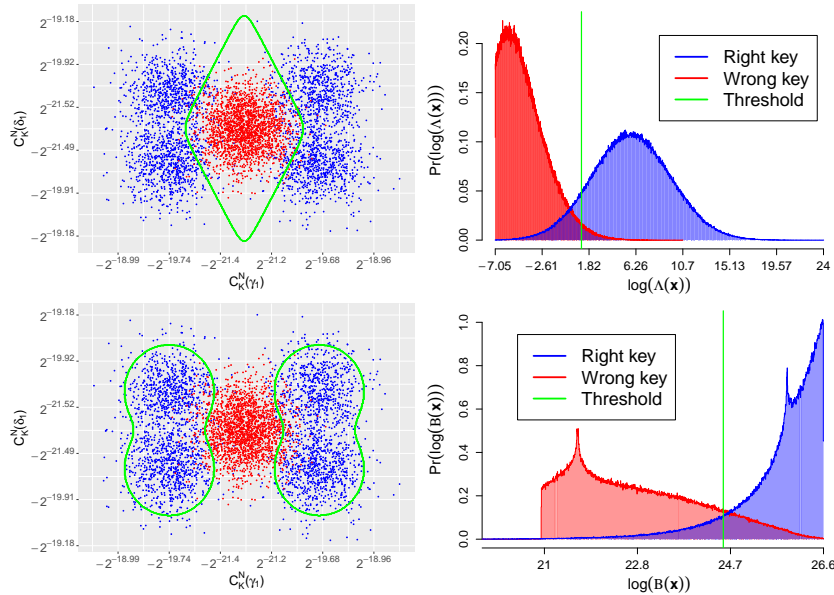 2^−19.18
2^−19.92
2^−21.52
−2^−21.49
−2^−19.91
−2^−19.18
C_K^N(δ₁)
−2^−18.99 −2^−19.74 −2^−21.4 2^−21.2 2^−19.68 2^−18.96
C_K^N(γ₁)
0.20
0.15
0.10
0.05
0.00
Pr(log(Λ(x)))
Right key
Wrong key
Threshold
-7.05 -2.61 1.82 6.26 10.7 15.13 19.57 24
log(Λ(x))
2^−19.18
2^−19.92
2^−21.52
−2^−21.49
−2^−19.91
−2^−19.18
C_K^N(δ₁)
−2^−18.99 −2^−19.74 −2^−21.4 2^−21.2 2^−19.68 2^−18.96
C_K^N(γ₁)
1.0
0.8
0.6
0.4
0.2
0.0
Pr(log(B(x)))
Right key
Wrong key
Threshold
21 22.8 24.7 26.6
log(B(x))